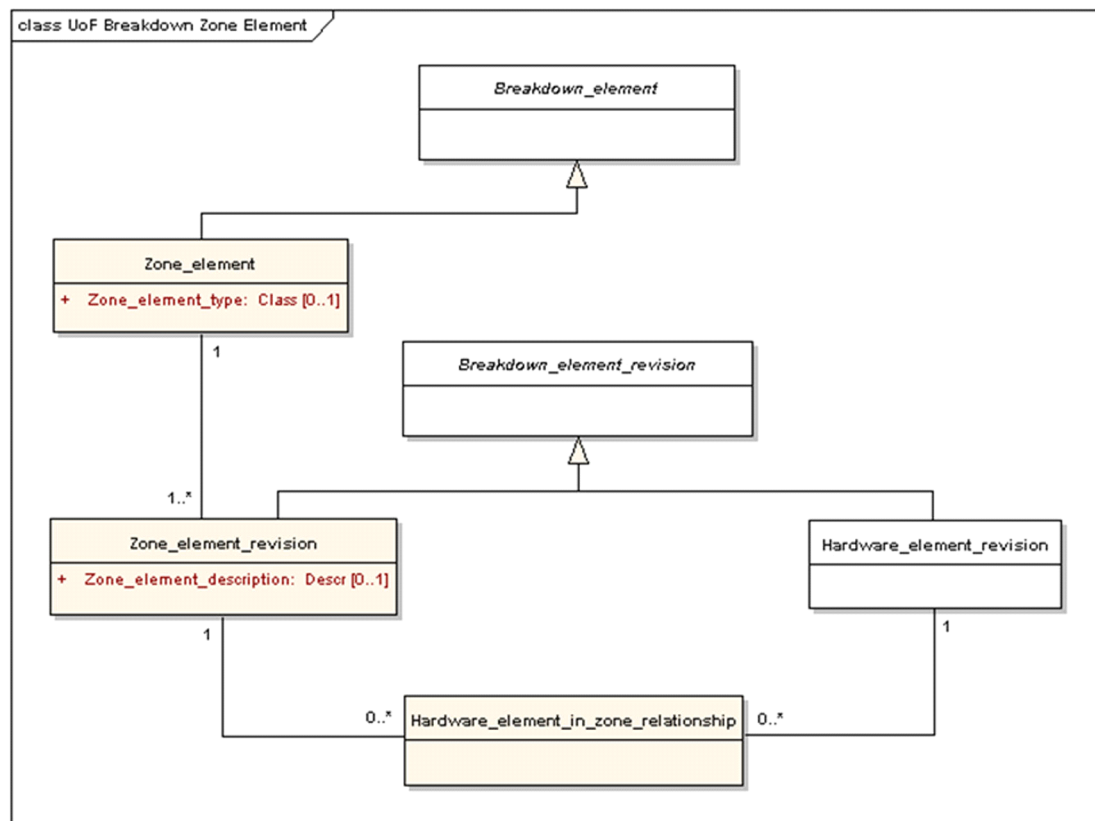 class UoF Breakdown Zone Element
Breakdown_element
Zone_element
+ Zone_element_type: Class [0..1]
1
Breakdown_element_revision
1..*
Zone_element_revision
+ Zone_element_description: Descr [0..1]
Hardware_element_revision
1
1
0..*
Hardware_element_in_zone_relationship
0..*